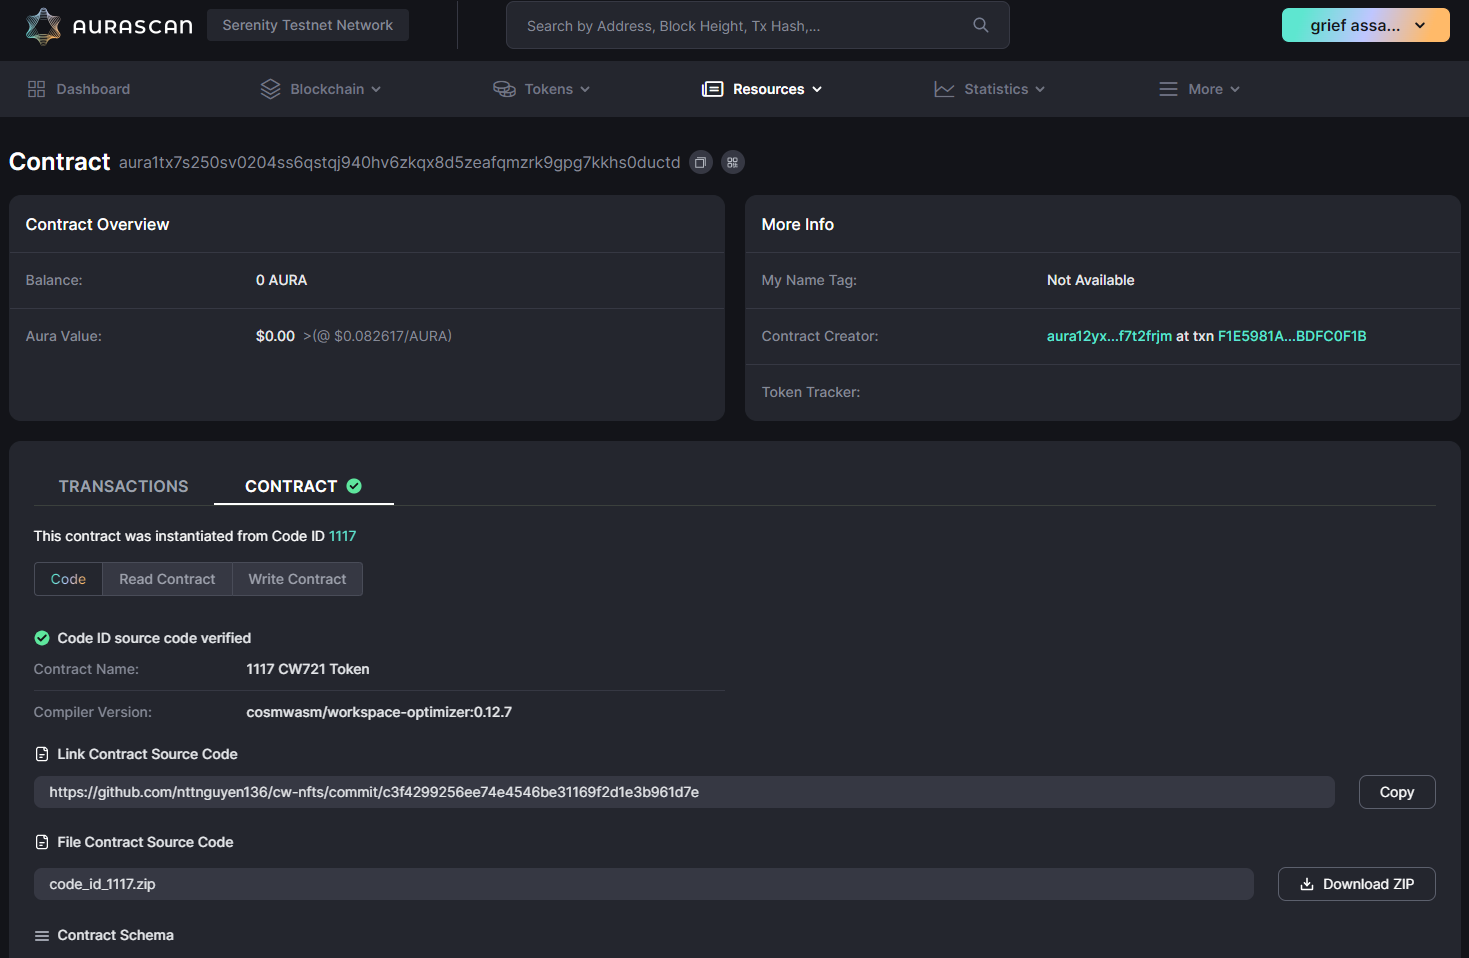 AURASCAN
Serenity Testnet Network
Search by Address, Block Height, Tx Hash,...
grief assa...
Dashboard
Blockchain
Tokens
Resources
Statistics
More
Contract aura1tx7s250sv0204ss6qstqj940hv6zkqx8d5zeafqmzrk9gpg7kkhs0ductd
Contract Overview
Balance: 0 AURA
Aura Value: $0.00 >(@ $0.082617/AURA)
More Info
My Name Tag: Not Available
Contract Creator: aura12yx...f7t2frjm at txn F1E5981A...BDFC0F1B
Token Tracker:
TRANSACTIONS
CONTRACT
This contract was instantiated from Code ID 1117
Code
Read Contract
Write Contract
Code ID source code verified
Contract Name: 1117 CW721 Token
Compiler Version: cosmwasm/workspace-optimizer:0.12.7
Link Contract Source Code
https://github.com/nttnguyen136/cw-nfts/commit/c3f4299256ee74e4546be31169f2d1e3b961d7e
Copy
File Contract Source Code
code_id_1117.zip
Download ZIP
Contract Schema